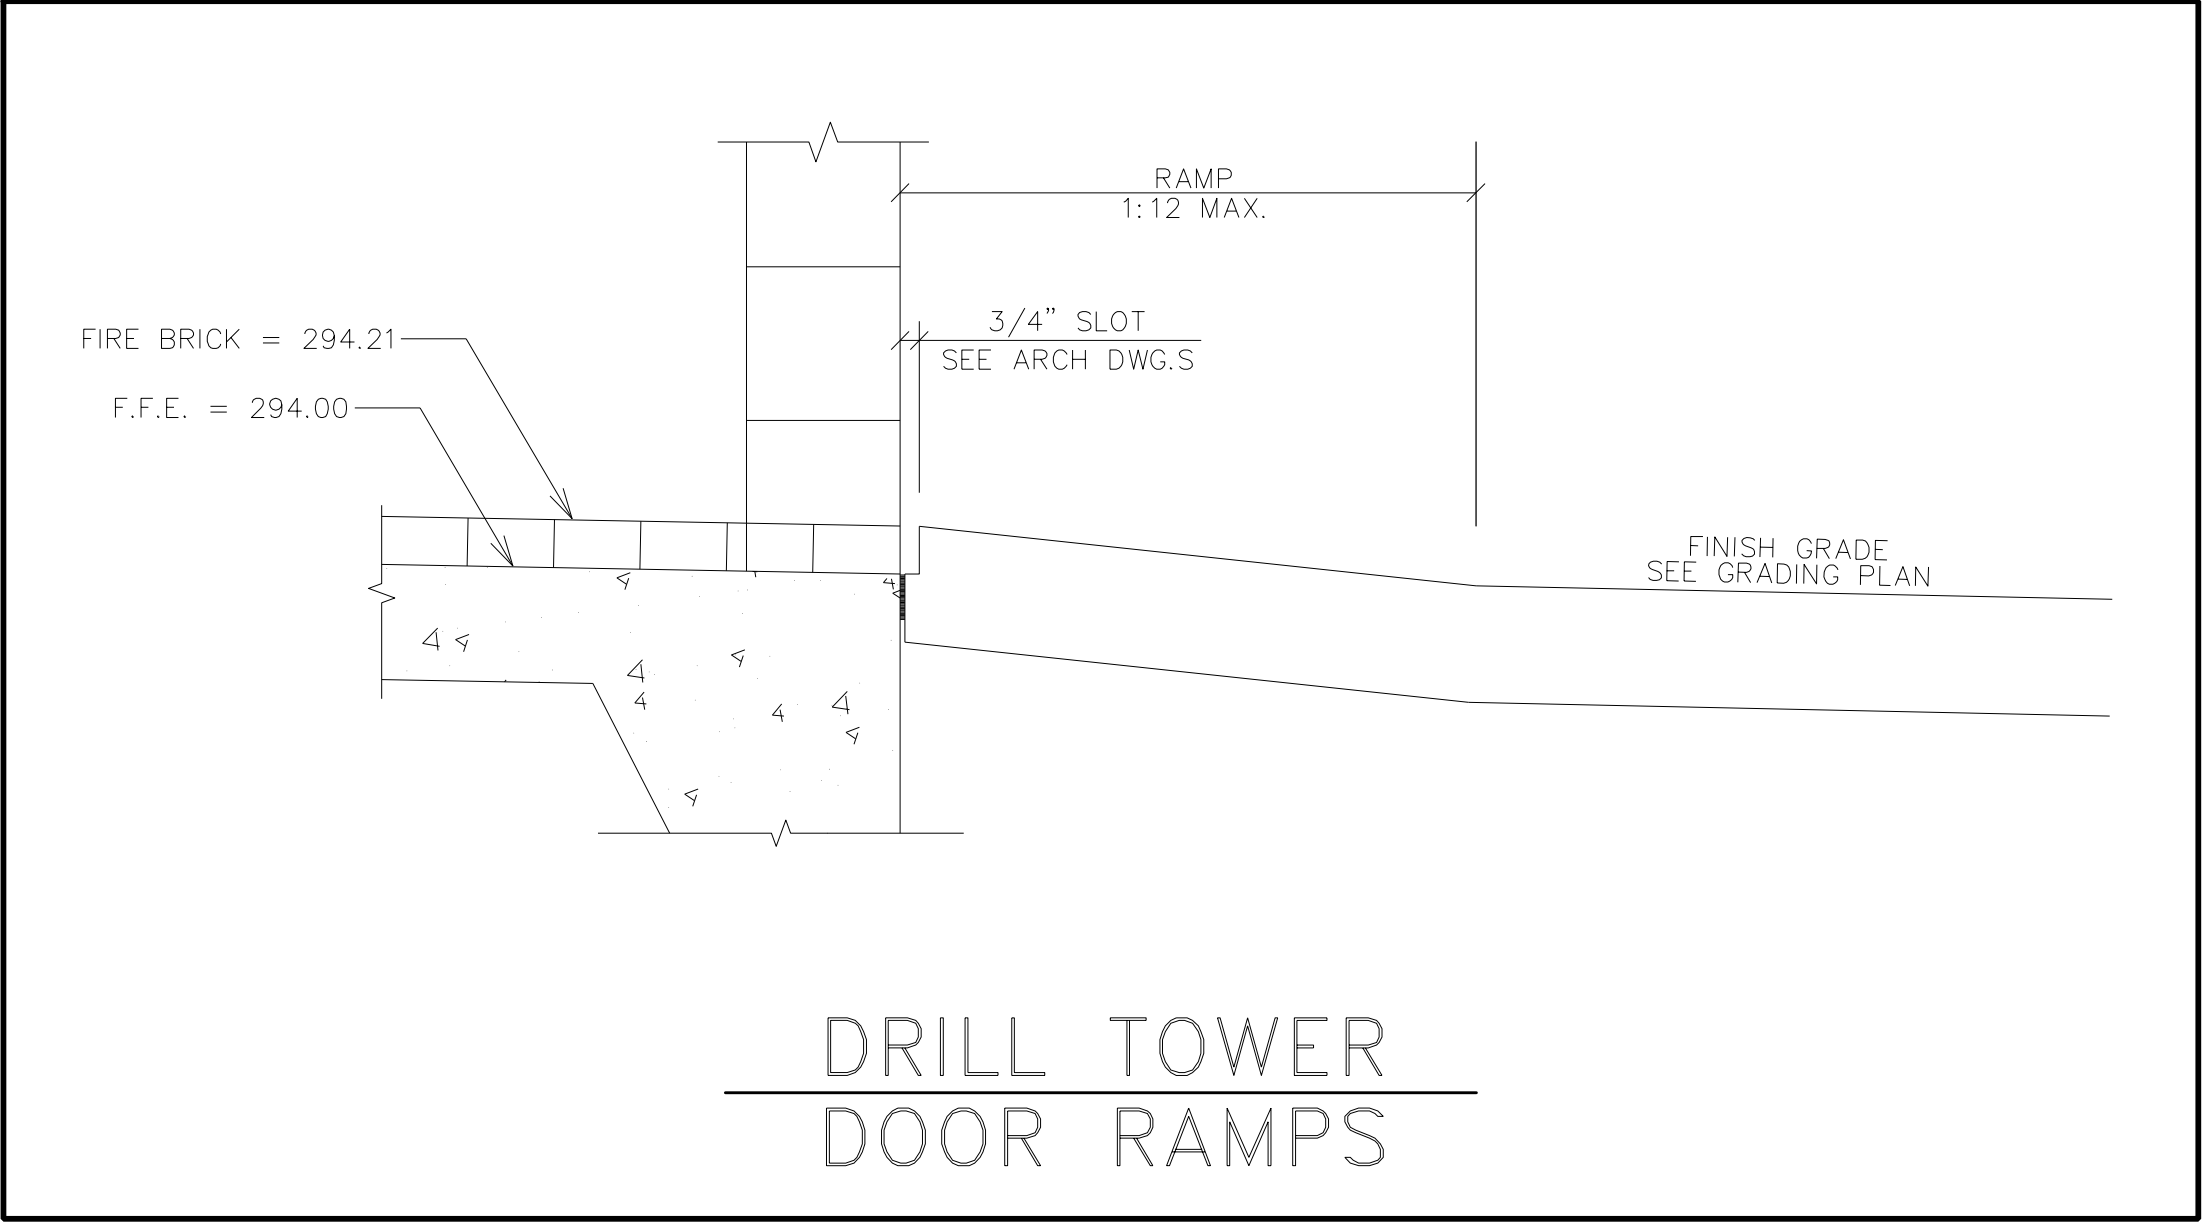 RAMP
1:12 MAX.
3/4" SLOT
SEE ARCH DWG.S
FIRE BRICK = 294.21
F.F.E. = 294.00
FINISH GRADE
SEE GRADING PLAN
DRILL TOWER
DOOR RAMPS